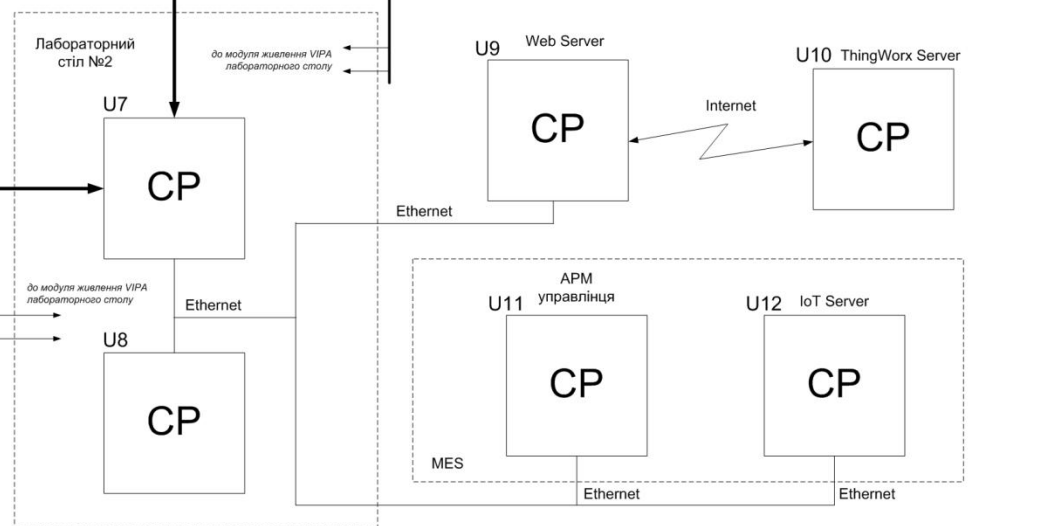 Лабораторний
стіл №2
до модуля живлення VIPA
лабораторного столу
U7
CP
до модуля живлення VIPA
лабораторного столу
Ethernet
U8
CP
U9
Web Server
CP
Internet
U10
ThingWorx Server
CP
Ethernet
АРМ
управлінця
U11
CP
U12
IoT Server
CP
MES
Ethernet
Ethernet